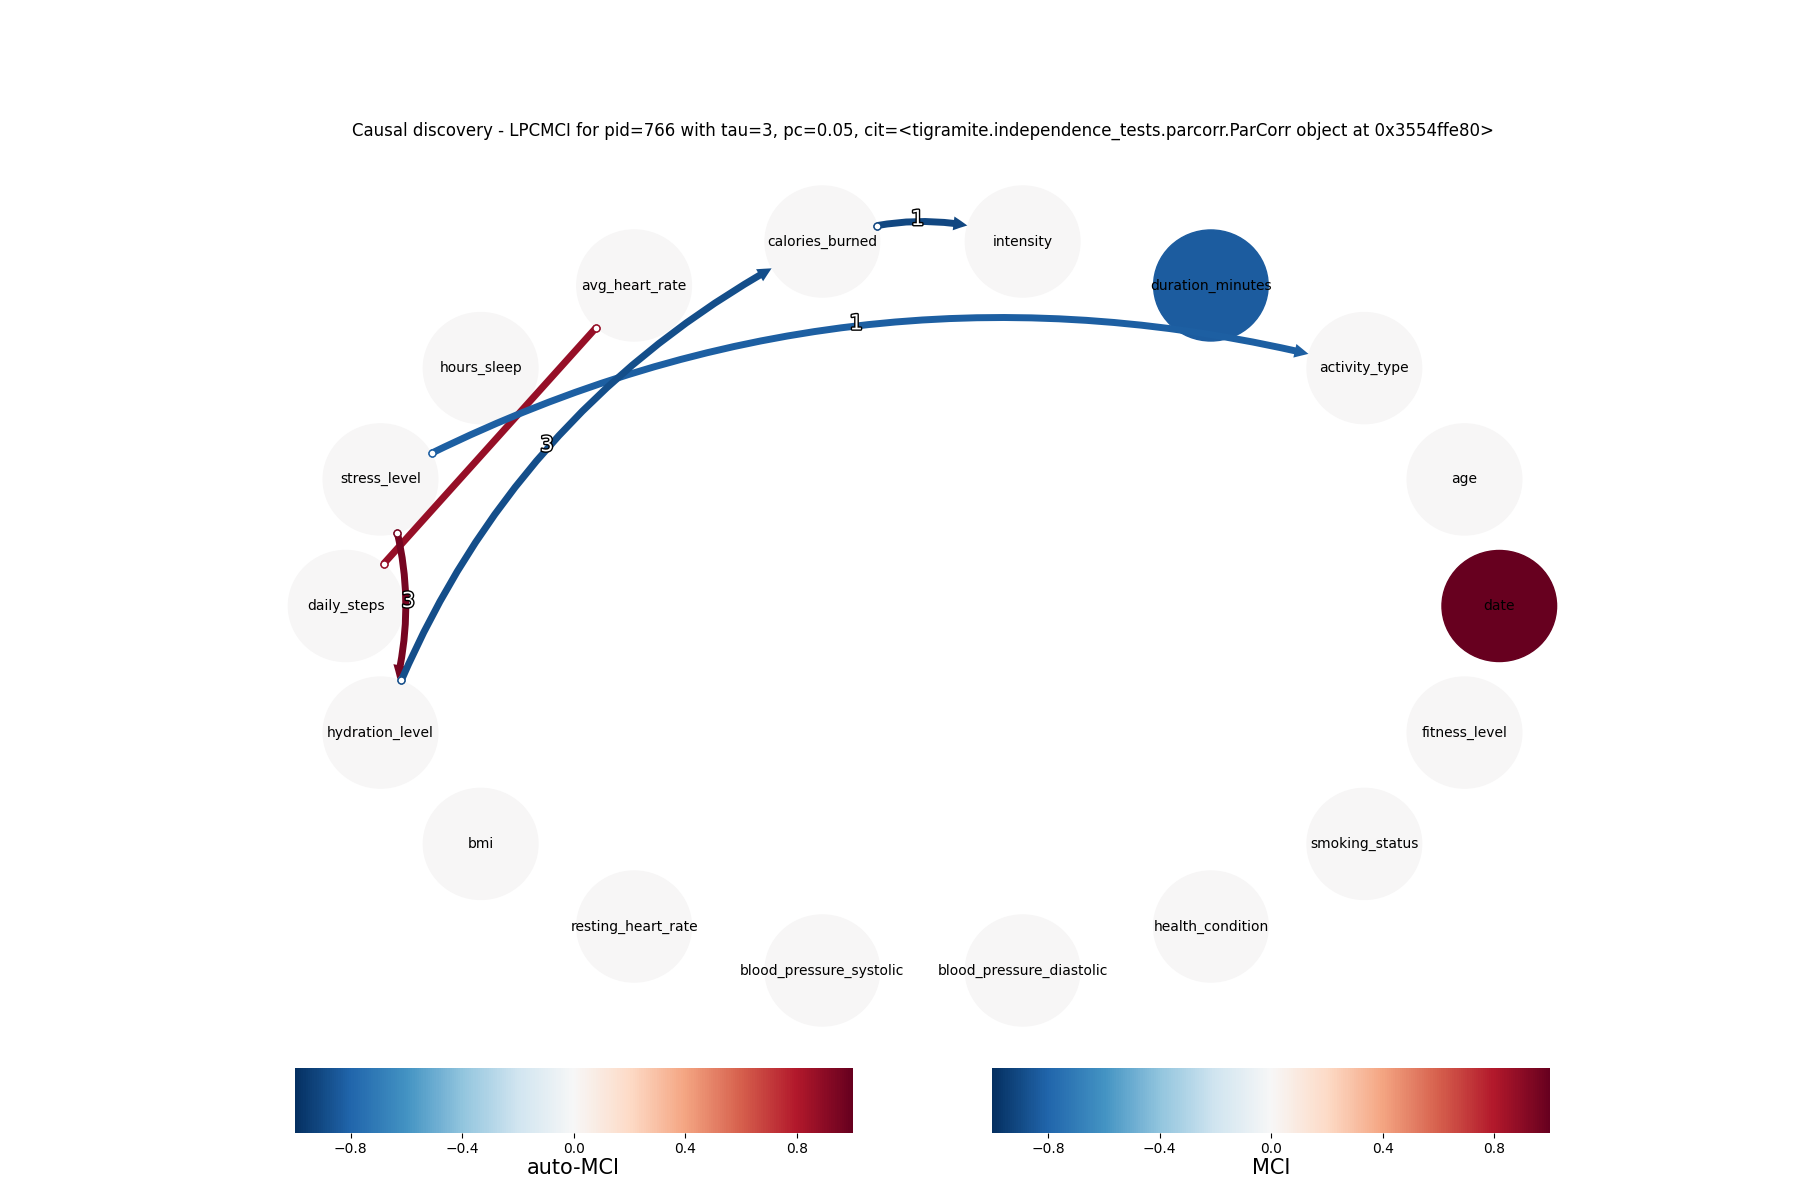 Causal discovery - LPCMCI for pid=766 with tau=3, pc=0.05, cit=<tigramite.independence_tests.parcorr.ParCorr object at 0x3554ffe80>
1
calories_burned
intensity
avg_heart_rate
duration_minutes
1
hours_sleep
activity_type
3
stress_level
age
3
daily_steps
date
hydration_level
fitness_level
bmi
smoking_status
resting_heart_rate
health_condition
blood_pressure_systolic
blood_pressure_diastolic
−0.8 −0.4 0.0 0.4 0.8
auto-MCI
−0.8 −0.4 0.0 0.4 0.8
MCI